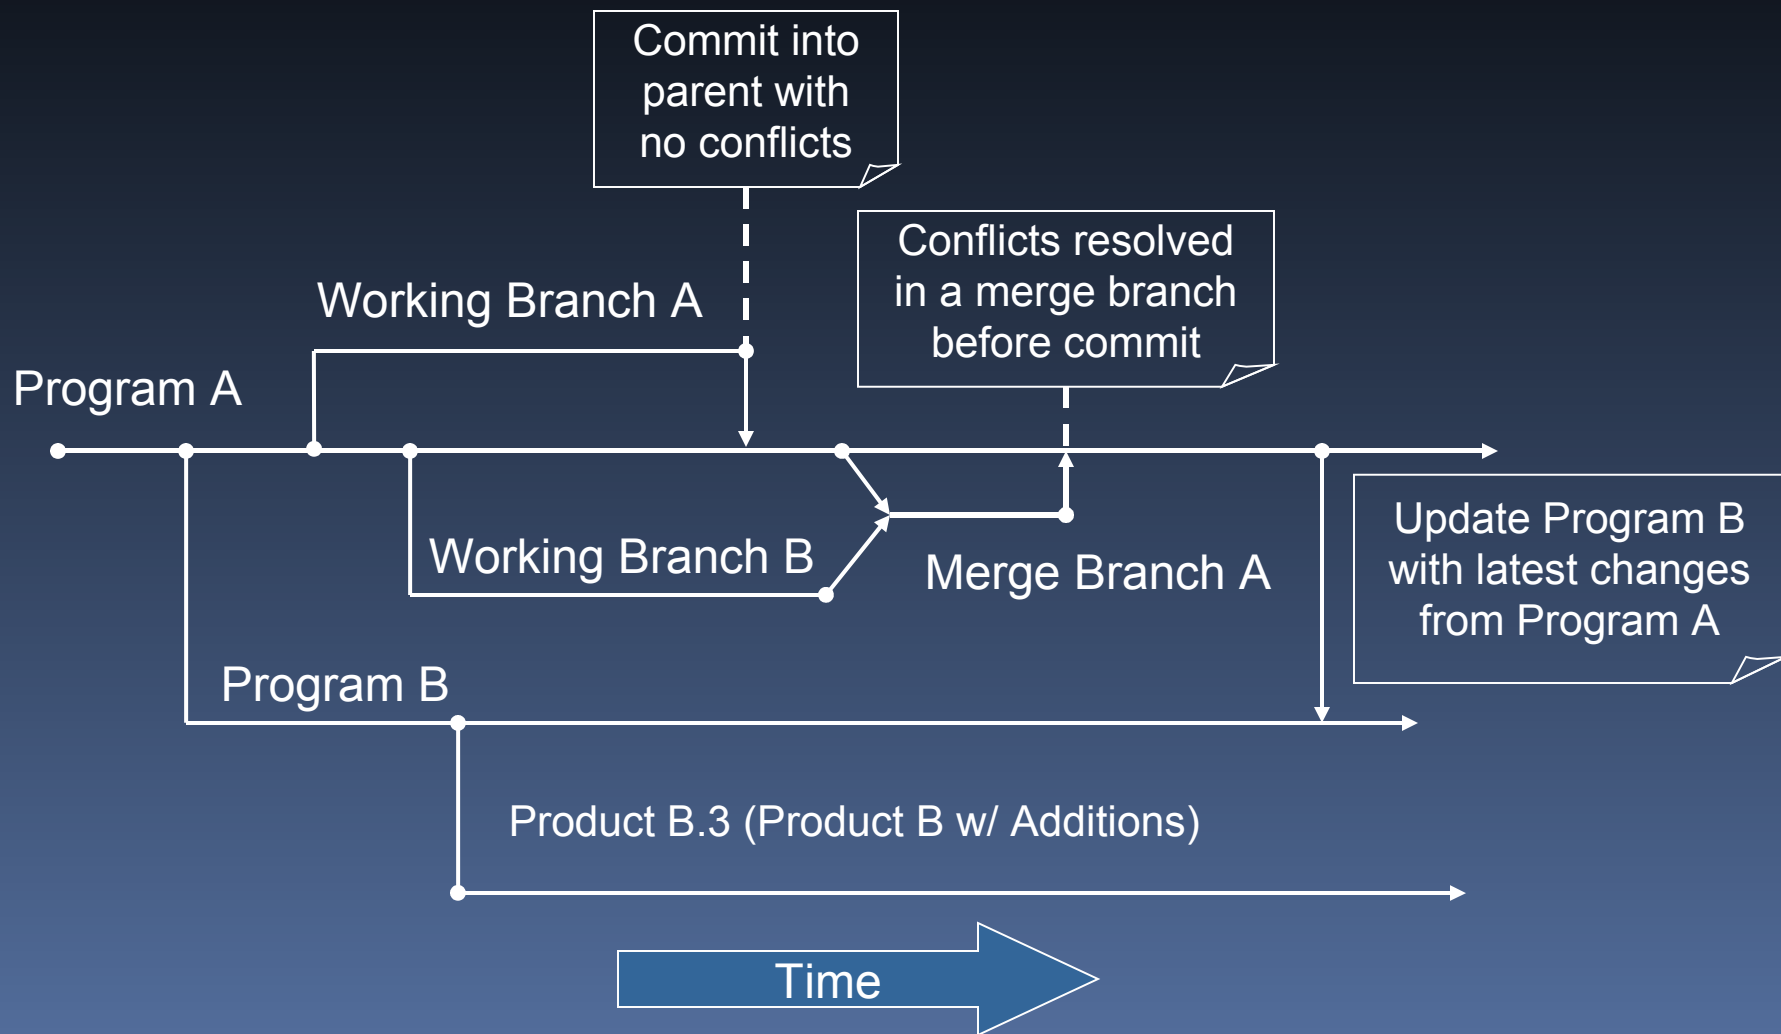 Commit into
parent with
no conflicts
Conflicts resolved
in a merge branch
before commit
Working Branch A
Program A
Update Program B
with latest changes
from Program A
Working Branch B
Merge Branch A
Program B
Product B.3 (Product B w/ Additions)
Time